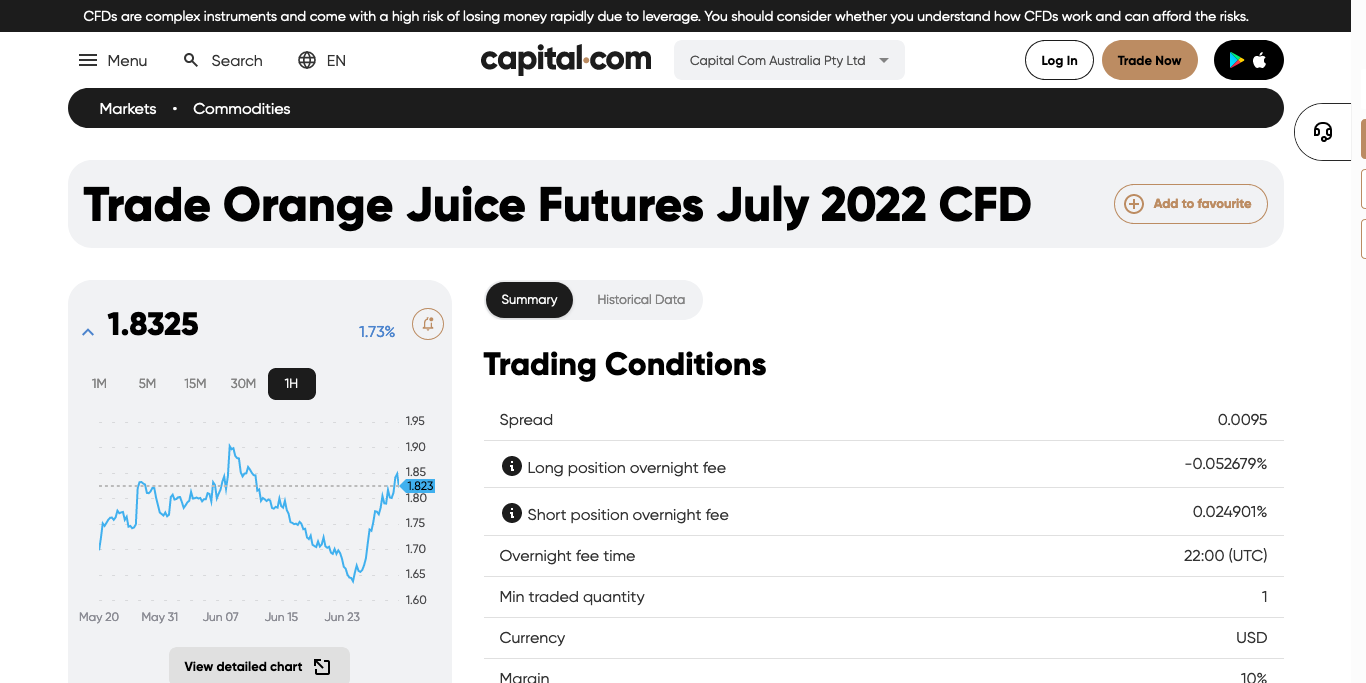 CFDs are complex instruments and come with a high risk of losing money rapidly due to leverage. You should consider whether you understand how CFDs work and can afford the risks.
Menu
Search
EN
capital.com
Capital Com Australia Pty Ltd
Log In
Trade Now
Markets • Commodities
Trade Orange Juice Futures July 2022 CFD
Add to favourite
1.8325
1.73%
1M 5M 15M 30M 1H
1.95
1.90
1.85
1.823
1.80
1.75
1.70
1.65
1.60
May 20 May 31 Jun 07 Jun 15 Jun 23
View detailed chart
Summary
Historical Data
Trading Conditions
Spread 0.0095
Long position overnight fee -0.052679%
Short position overnight fee 0.024901%
Overnight fee time 22:00 (UTC)
Min traded quantity 1
Currency USD
Margin 10%